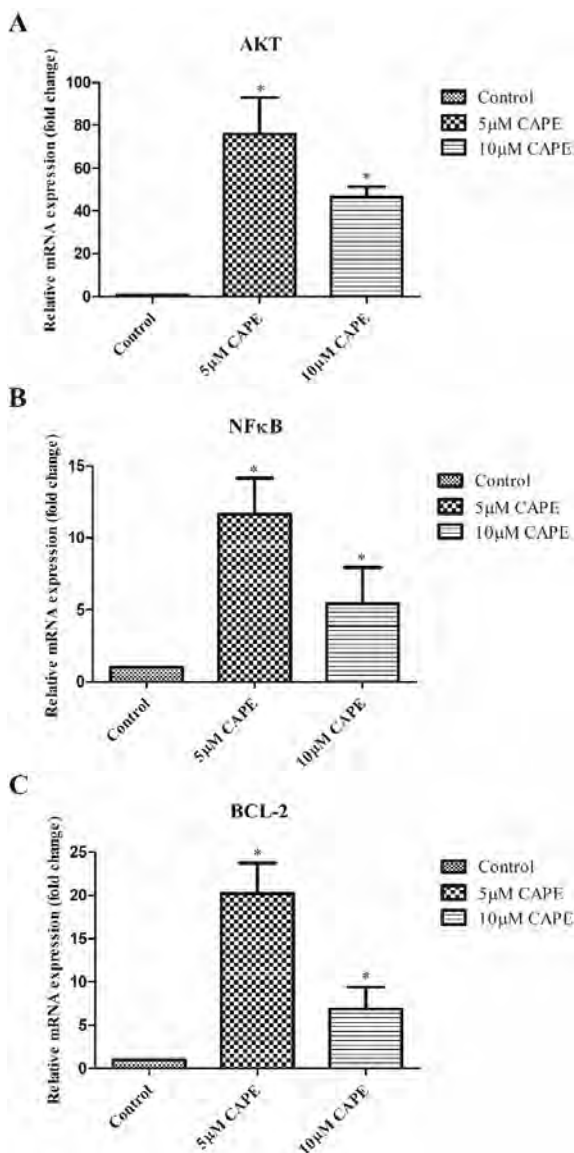 A
AKT
Relative mRNA expression (fold change)
100
80
60
40
20
0
*
*
Control
5μM CAPE
10μM CAPE
Control
5μM CAPE
10μM CAPE
B
NFκB
Relative mRNA expression (fold change)
15
10
5
0
*
*
Control
5μM CAPE
10μM CAPE
Control
5μM CAPE
10μM CAPE
C
BCL-2
Relative mRNA expression (fold change)
25
20
15
10
5
0
*
*
Control
5μM CAPE
10μM CAPE
Control
5μM CAPE
10μM CAPE